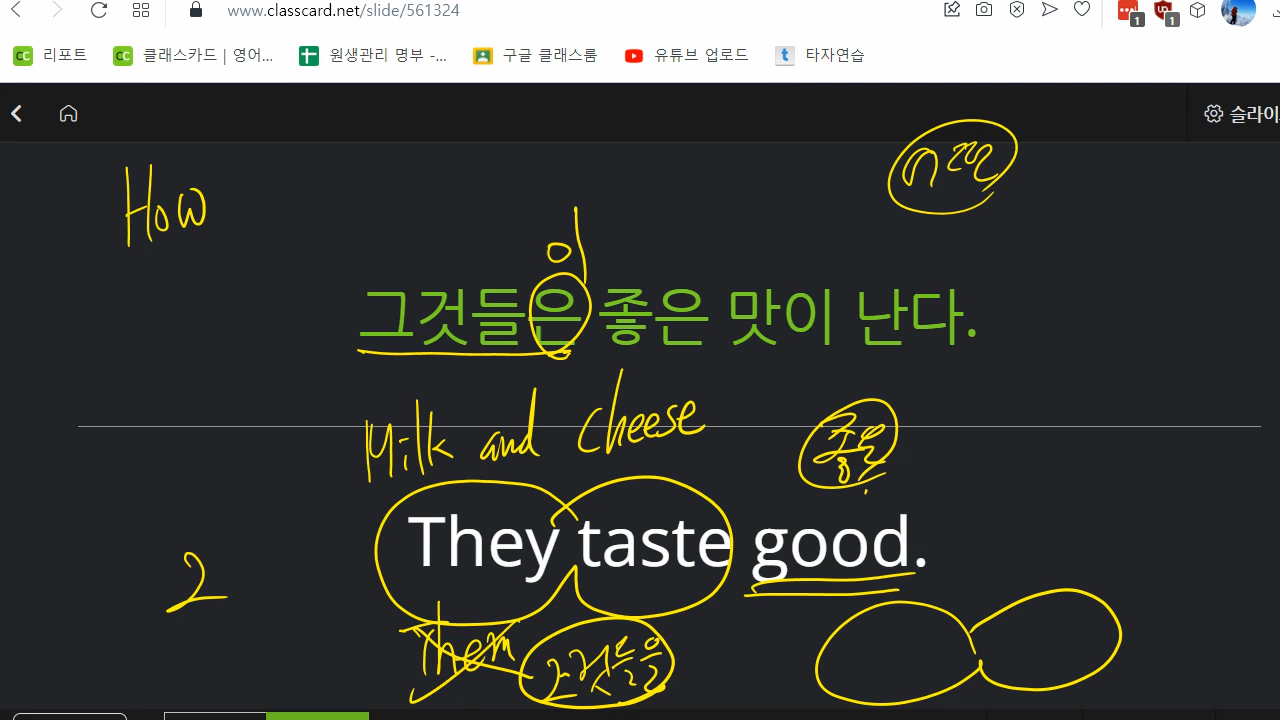 www.classcard.net/slide/561324
1
1
리포트
클래스카드 | 영어...
원생관리 명부 -...
구글 클래스룸
유튜브 업로드
타자연습
슬라이
How
이
그것들은 좋은 맛이 난다.
Milk and cheese
They taste good.
2
Them
그것들을